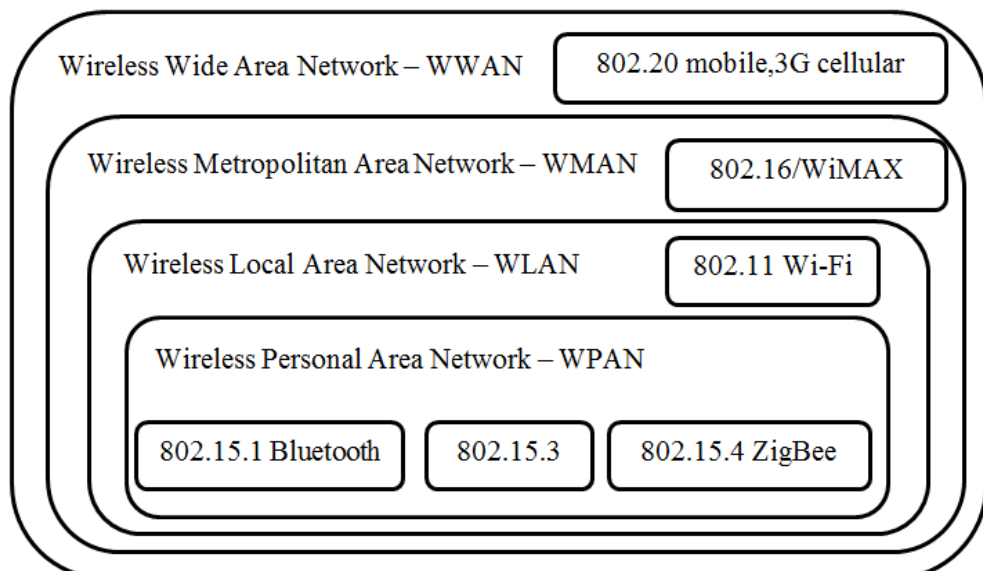 Wireless Wide Area Network – WWAN
802.20 mobile,3G cellular
Wireless Metropolitan Area Network – WMAN
802.16/WiMAX
Wireless Local Area Network – WLAN
802.11 Wi-Fi
Wireless Personal Area Network – WPAN
802.15.1 Bluetooth
802.15.3
802.15.4 ZigBee